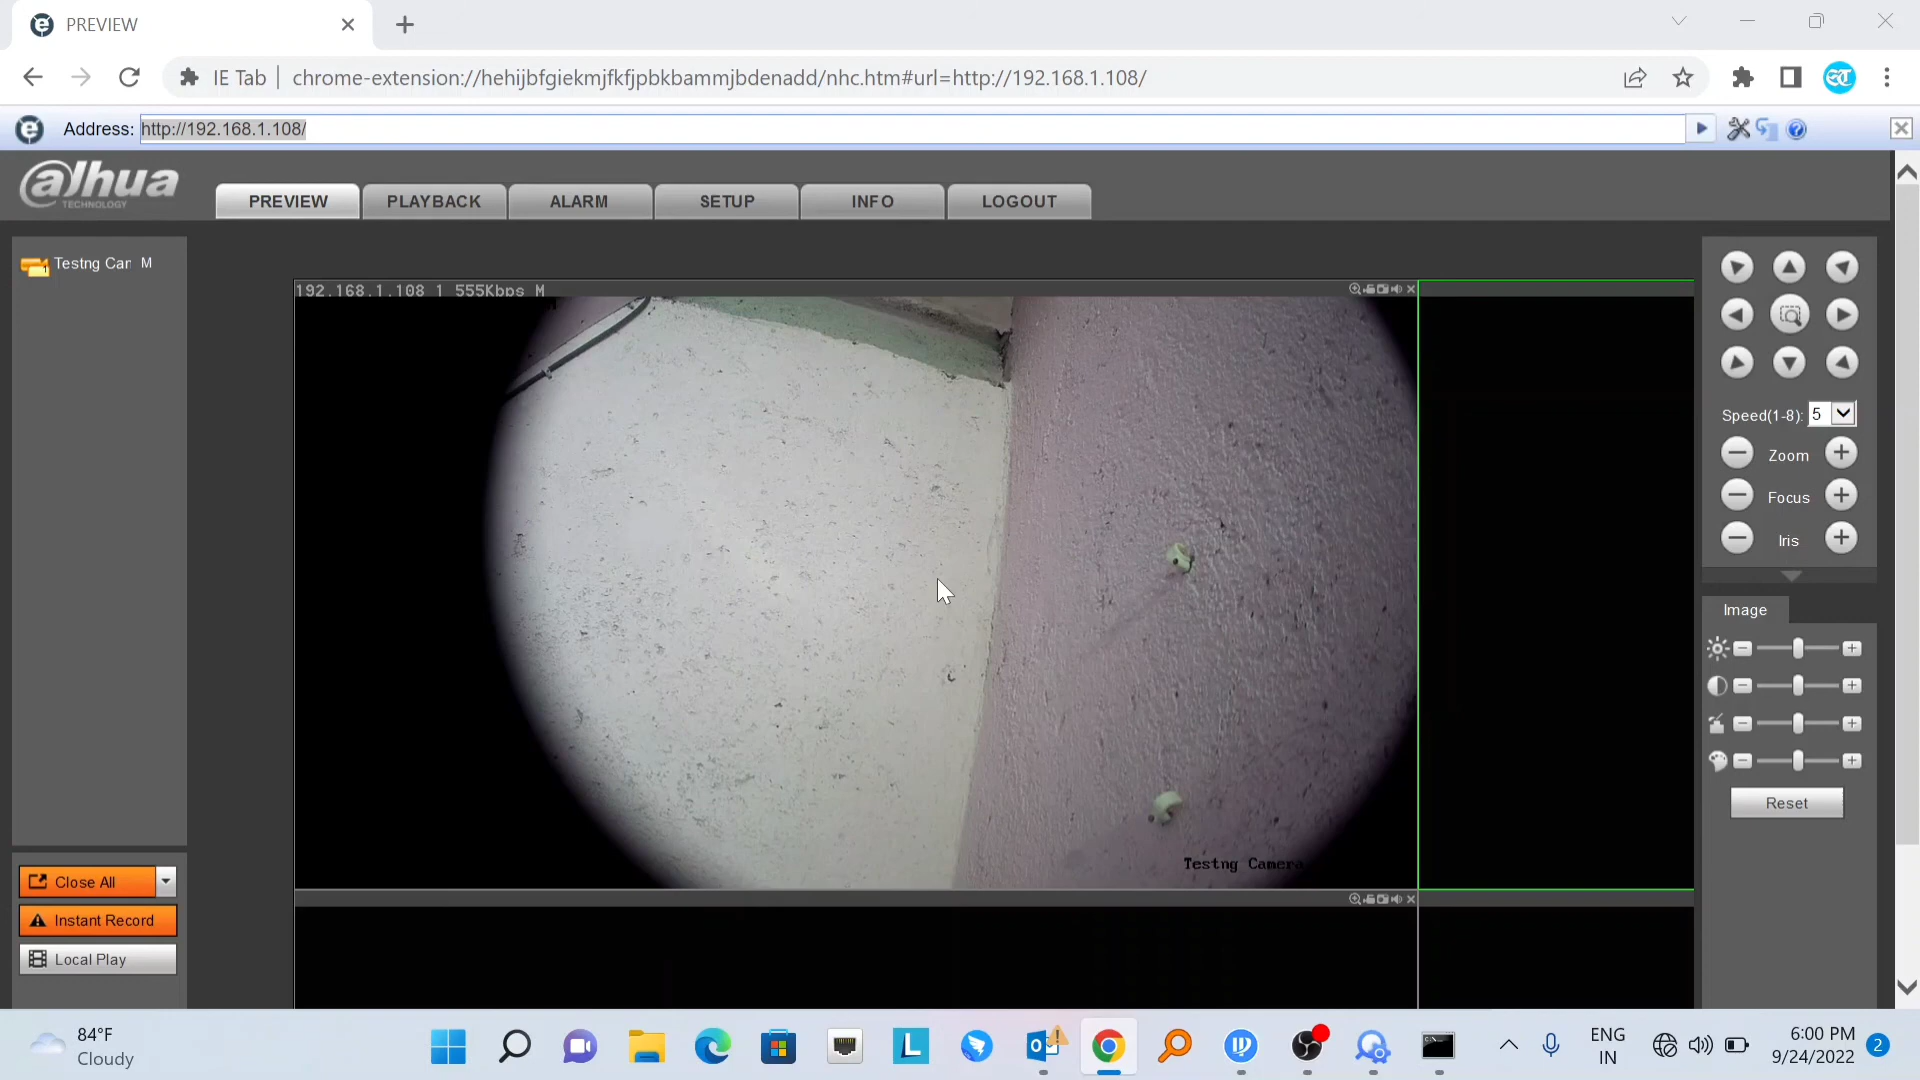 PREVIEW
IE Tab | chrome-extension://hehijbfgiekmjfkfjpbkbammjbdenadd/nhc.htm#url=http://192.168.1.108/
Address: http://192.168.1.108/
alhua
TECHNOLOGY
PREVIEW
PLAYBACK
ALARM
SETUP
INFO
LOGOUT
1
Testng Car M
192.168.1.108 1 555Kbps M
Speed(1-8): 5
Zoom
Focus
Iris
Image
Reset
Testng Camera
Close All
Instant Record
Local Play
84°F
Cloudy
ENG
IN
6:00 PM
9/24/2022
2